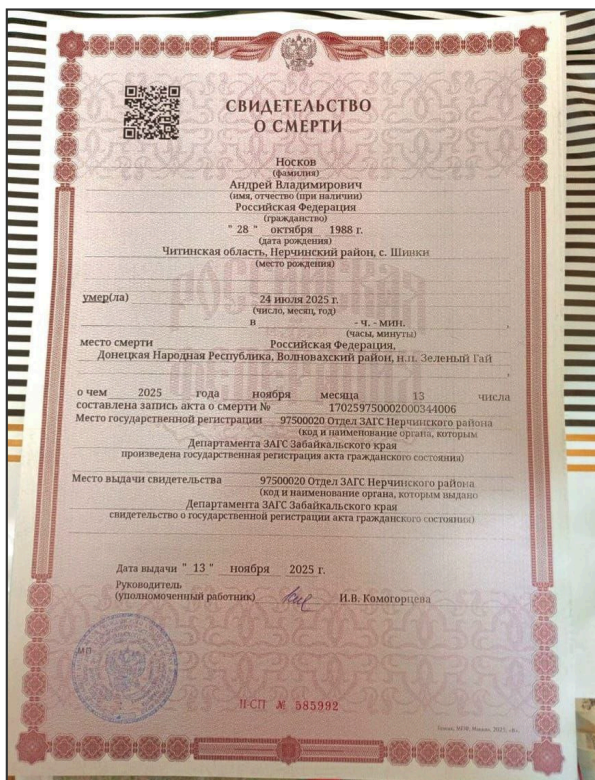 СВИДЕТЕЛЬСТВО
О СМЕРТИ
Носков
(фамилия)
Андрей Владимирович
(имя, отчество (при наличии)
Российская Федерация
(гражданство)
" 28 " октября 1988 г.
(дата рождения)
Читинская область, Нерчинский район, с. Шивки
(место рождения)
умер(ла) 24 июля 2025 г.
(число, месяц, год)
в - ч. - мин.
(часы, минуты)
место смерти Российская Федерация,
Донецкая Народная Республика, Волновахский район, н.п. Зеленый Гай
о чем 2025 года ноября месяца 13 числа
составлена запись акта о смерти № 170259750002000344006
Место государственной регистрации 97500020 Отдел ЗАГС Нерчинского района
(код и наименование органа, которым
Департамента ЗАГС Забайкальского края
произведена государственная регистрация акта гражданского состояния)
Место выдачи свидетельства 97500020 Отдел ЗАГС Нерчинского района
(код и наименование органа, которым выдано
Департамента ЗАГС Забайкальского края
свидетельство о государственной регистрации акта гражданского состояния)
Дата выдачи " 13 " ноября 2025 г.
Руководитель
(уполномоченный работник) И.В. Комогорцева
МП
II-СП № 585992